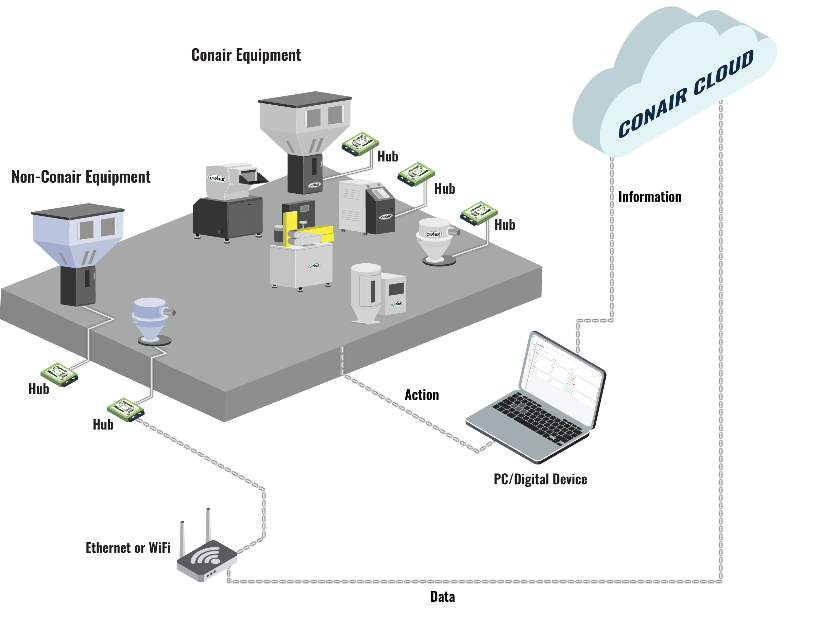 Conair Equipment
CONAIR CLOUD
Hub
Non-Conair Equipment
Hub
Information
Hub
Hub
Action
Hub
PC/Digital Device
Ethernet or WiFi
Data